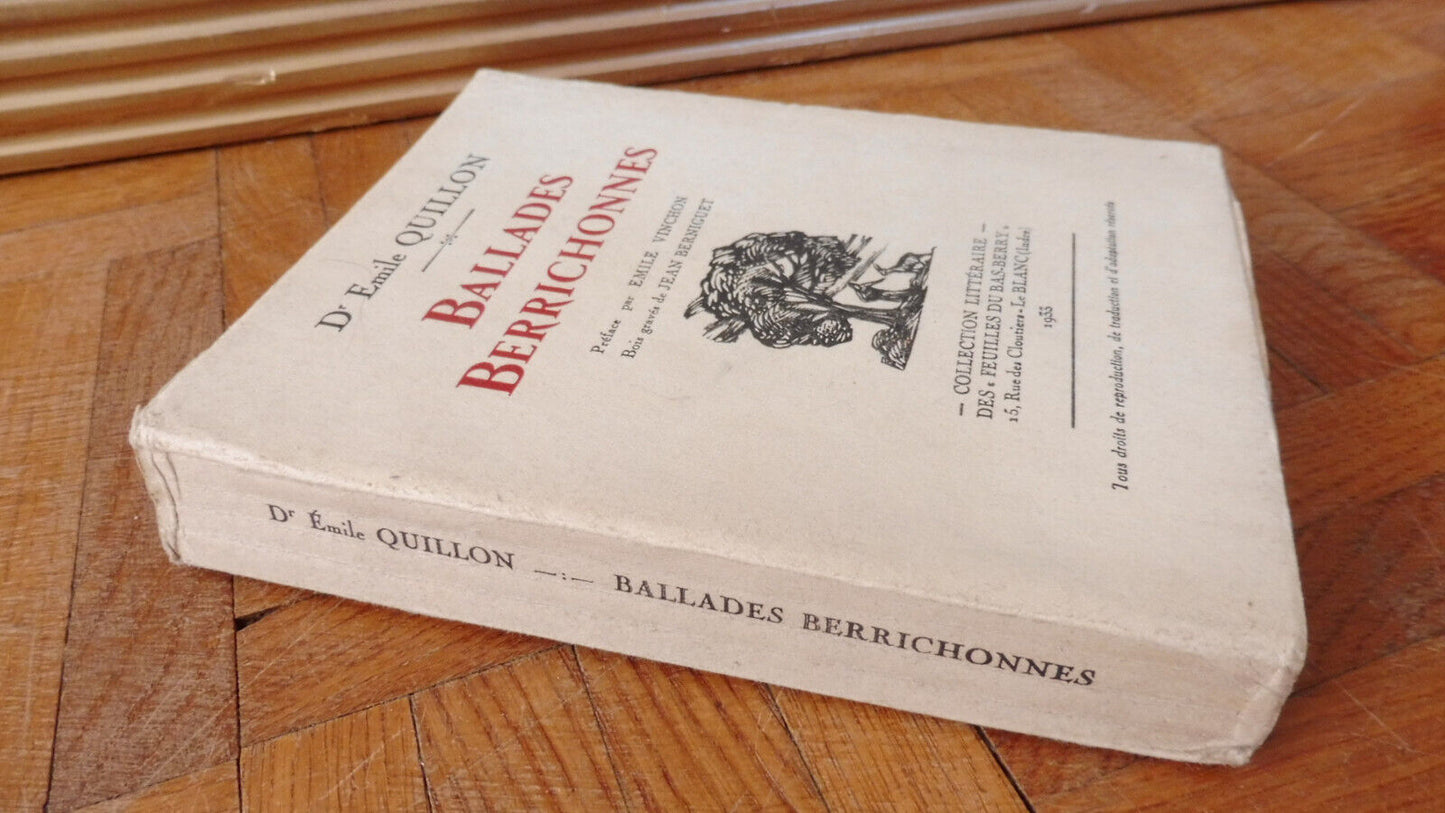 Dr Emile QUILLON
BALLADES
BERRICHONNES
Préface par EMILE VINCHON
Bois gravés de JEAN BERNIGUET
— COLLECTION LITTÉRAIRE —
DES « FEUILLES DU BAS-BERRY »
15, Rue des Cloutiers - Le BLANC (Indre)
1933
Tous droits de reproduction, de traduction et d'adaptation réservés
Dr Émile QUILLON —:— BALLADES BERRICHONNES